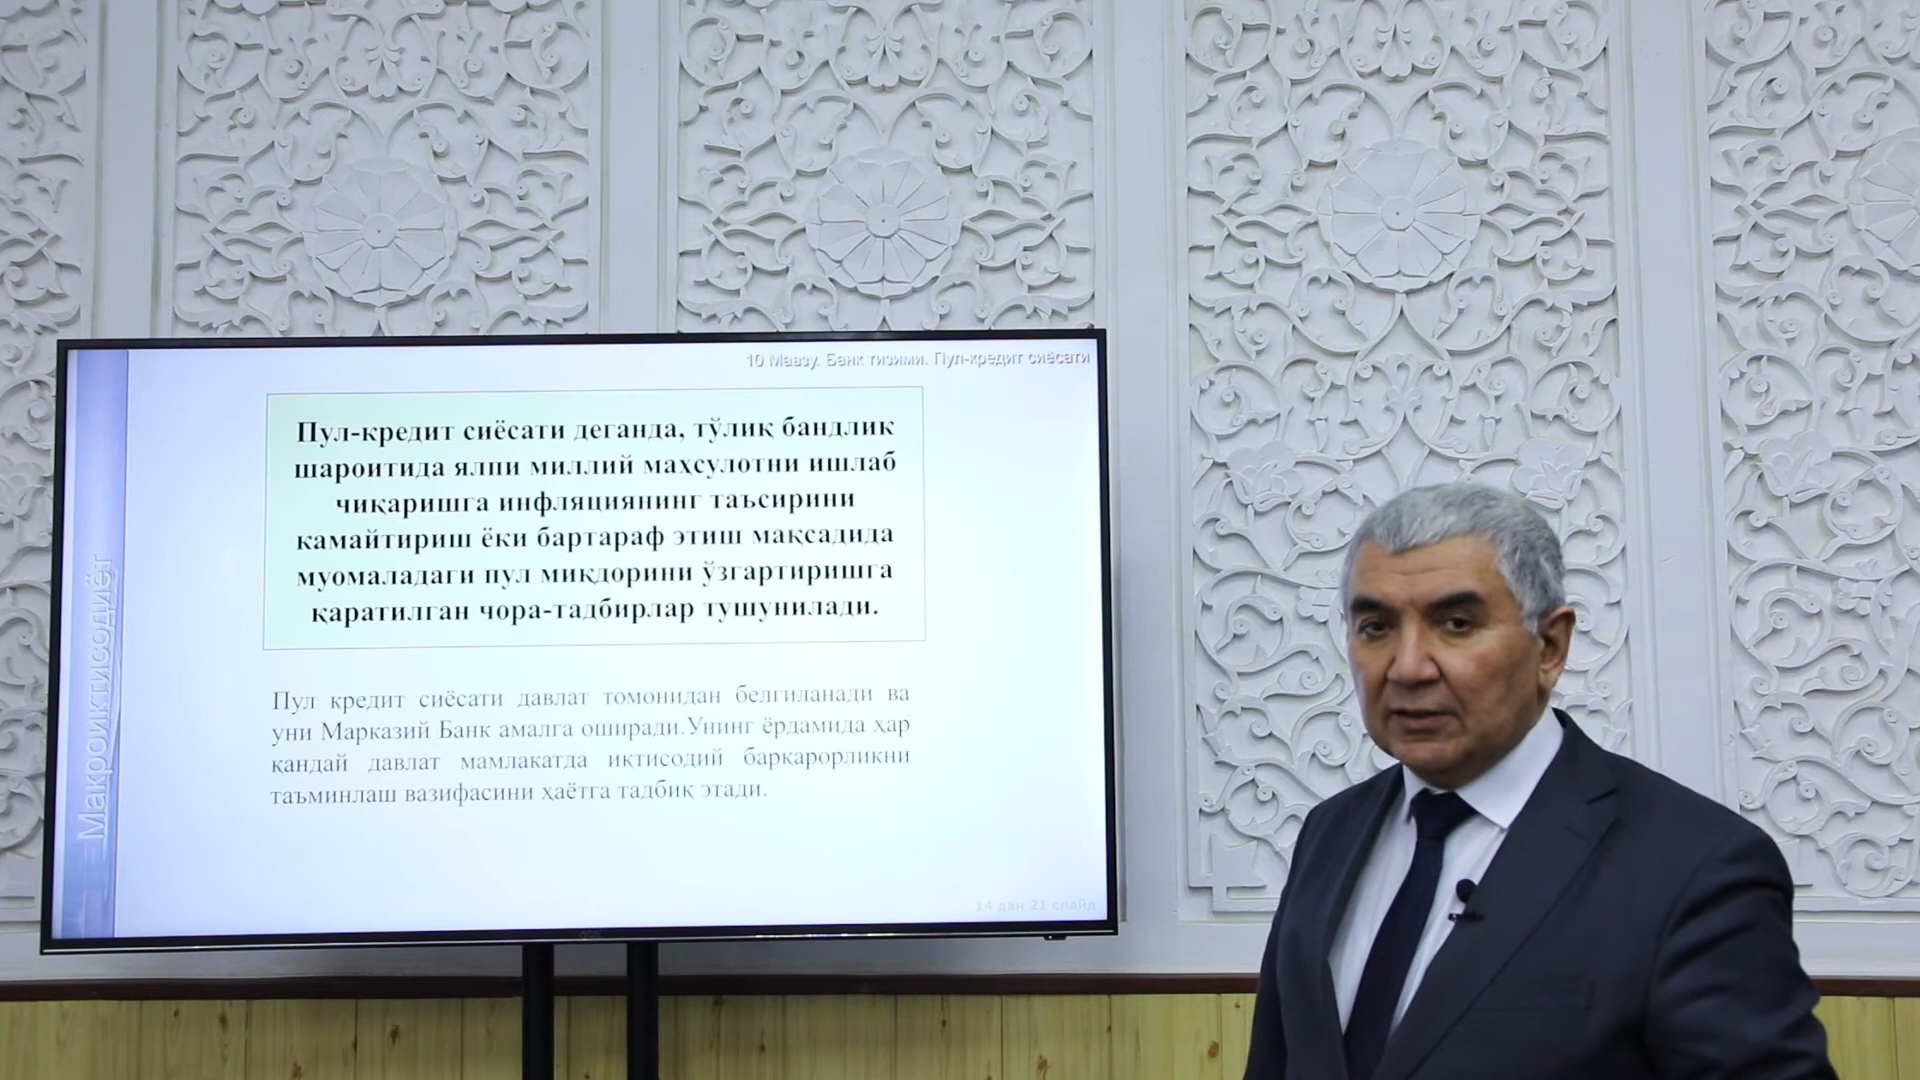 10 Мавзу. Банк тизими. Пул-кредит сиёсати
Пул-кредит сиёсати деганда, тўлиқ бандлик
шароитида ялпи миллий маҳсулотни ишлаб
чиқаришга инфляциянинг таъсирини
камайтириш ёки бартараф этиш мақсадида
муомаладаги пул миқдорини ўзгартиришга
қаратилган чора-тадбирлар тушунилади.
Пул кредит сиёсати давлат томонидан белгиланади ва
уни Марказий Банк амалга оширади.Унинг ёрдамида ҳар
қандай давлат мамлакатда иқтисодий барқарорликни
таъминлаш вазифасини ҳаётга тадбиқ этади.
Макроиқтисодиёт
14 дан 21 слайд